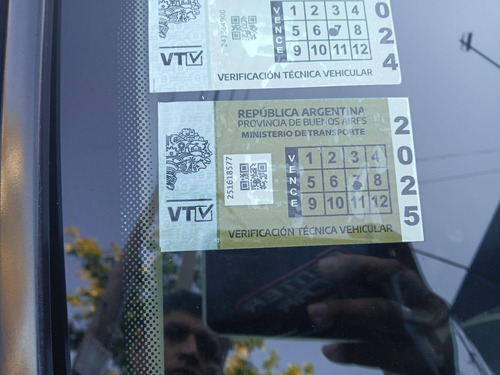 241264900
VENCE
1 2 3 4
5 6 7 8
9 10 11 12
2024
VTV
VERIFICACIÓN TÉCNICA VEHICULAR
REPÚBLICA ARGENTINA
PROVINCIA DE BUENOS AIRES
MINISTERIO DE TRANSPORTE
251618577
VENCE
1 2 3 4
5 6 7 8
9 10 11 12
2025
VTV
VERIFICACIÓN TÉCNICA VEHICULAR